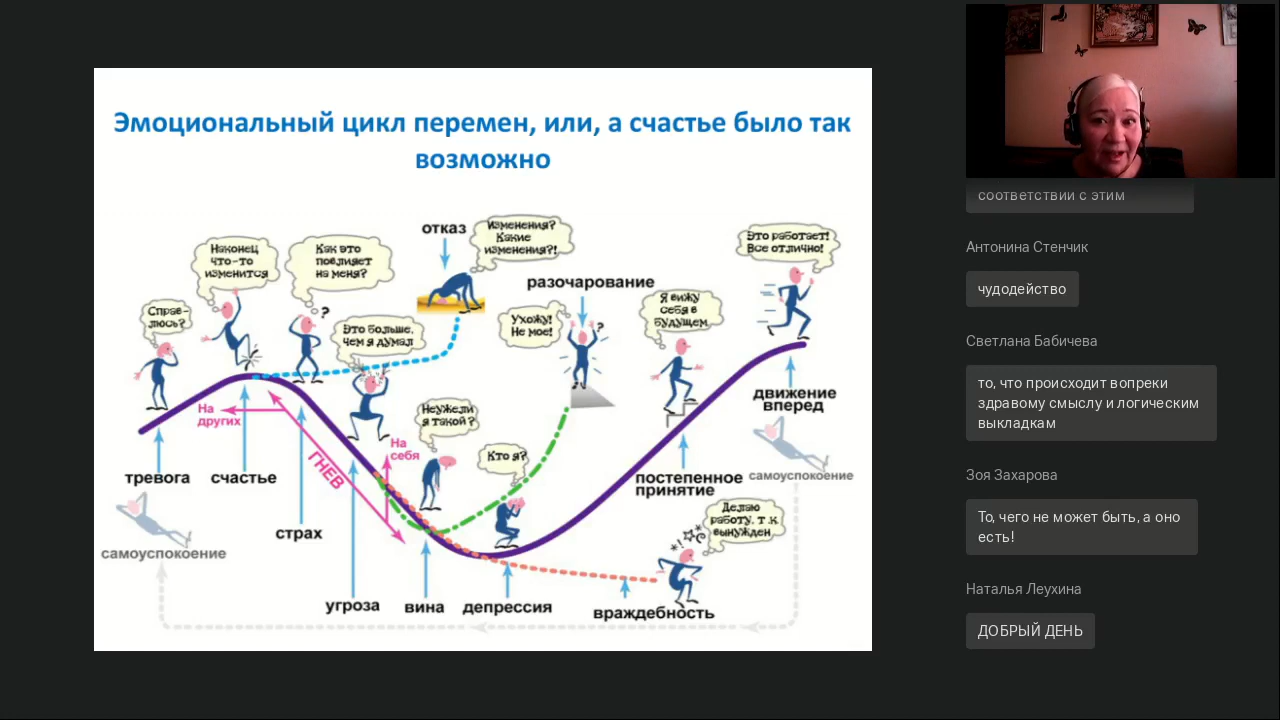 Эмоциональный цикл перемен, или, а счастье было так
возможно
отказ
Изменения?
Какие
изменения?!
Это работает!
Все отлично!
Наконец
что-то
изменится
Как это
повлияет
на меня?
разочарование
Справ-
люсь?
?
Это больше,
чем я думал
Ухожу!
Не мое!
?
Я вижу
себя в
будущем
На
других
ГНЕВ
На
себя
Неужели
я такой?
Кто я?
движение
вперед
тревога
счастье
постепенное
принятие
самоуспокоение
страх
Делаю
работу, т.к.
вынужден
самоуспокоение
угроза
вина
депрессия
враждебность
соответствии с этим
Антонина Стенчик
чудодейство
Светлана Бабичева
то, что происходит вопреки
здравому смыслу и логическим
выкладкам
Зоя Захарова
То, чего не может быть, а оно
есть!
Наталья Леухина
ДОБРЫЙ ДЕНЬ